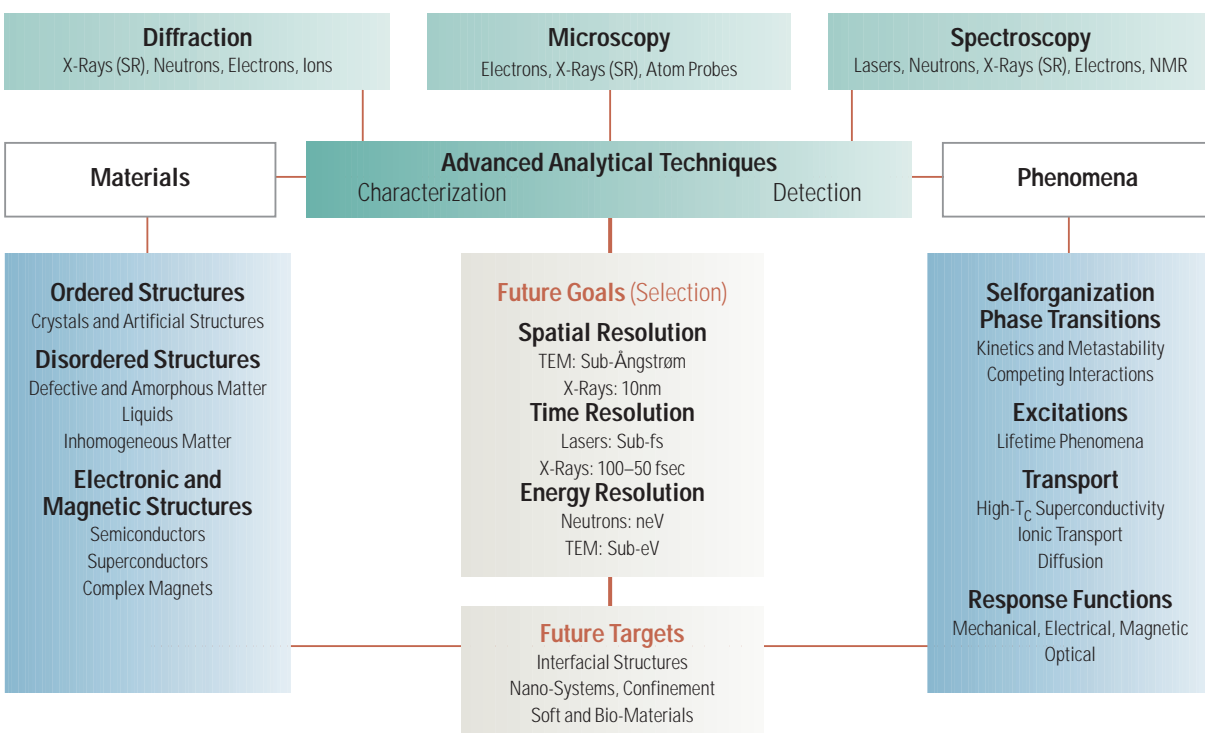 Diffraction
X-Rays (SR), Neutrons, Electrons, Ions
Microscopy
Electrons, X-Rays (SR), Atom Probes
Spectroscopy
Lasers, Neutrons, X-Rays (SR), Electrons, NMR
Materials
Advanced Analytical Techniques
Characterization Detection
Phenomena
Ordered Structures
Crystals and Artificial Structures
Disordered Structures
Defective and Amorphous Matter
Liquids
Inhomogeneous Matter
Electronic and
Magnetic Structures
Semiconductors
Superconductors
Complex Magnets
Future Goals (Selection)
Spatial Resolution
TEM: Sub-Ångstrøm
X-Rays: 10nm
Time Resolution
Lasers: Sub-fs
X-Rays: 100–50 fsec
Energy Resolution
Neutrons: neV
TEM: Sub-eV
Future Targets
Interfacial Structures
Nano-Systems, Confinement
Soft and Bio-Materials
Selforganization
Phase Transitions
Kinetics and Metastability
Competing Interactions
Excitations
Lifetime Phenomena
Transport
High-TC Superconductivity
Ionic Transport
Diffusion
Response Functions
Mechanical, Electrical, Magnetic
Optical